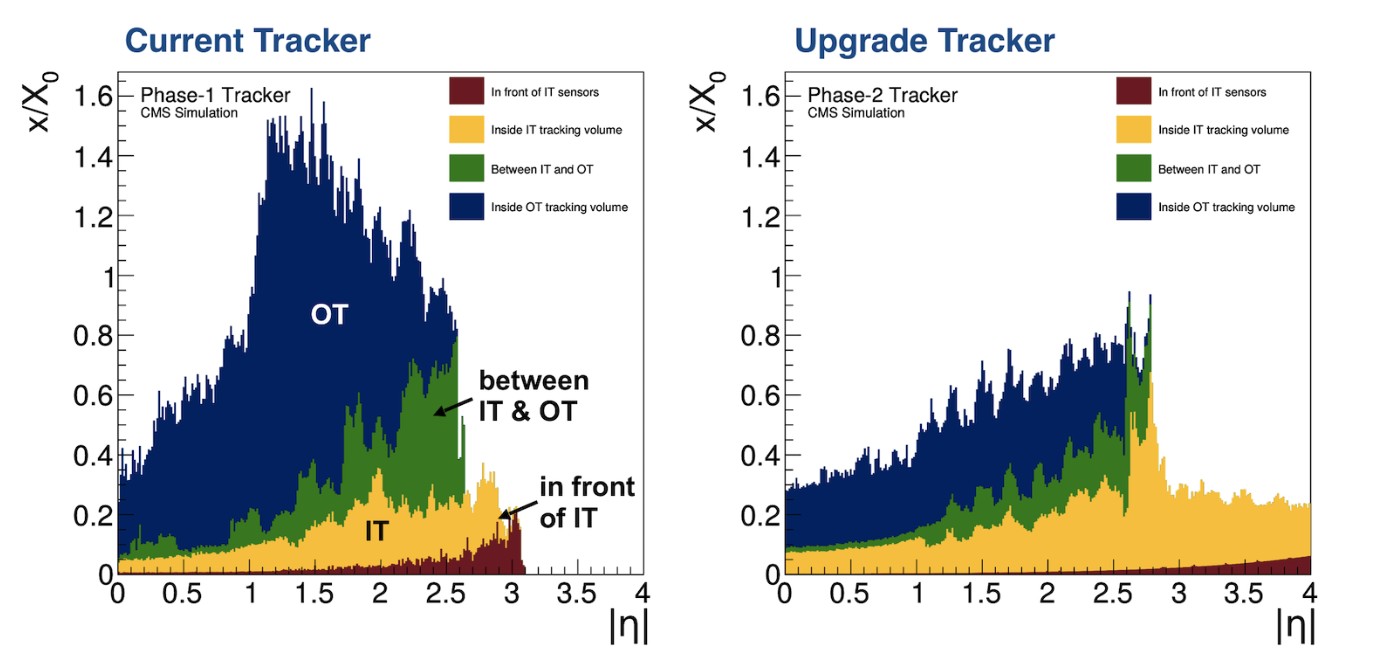 Current Tracker
x/X0
Phase-1 Tracker
CMS Simulation
In front of IT sensors
Inside IT tracking volume
Between IT and OT
Inside OT tracking volume
OT
between
IT & OT
in front
of IT
IT
1.6
1.4
1.2
1
0.8
0.6
0.4
0.2
0
0 0.5 1 1.5 2 2.5 3 3.5 4
|η|
Upgrade Tracker
x/X0
Phase-2 Tracker
CMS Simulation
In front of IT sensors
Inside IT tracking volume
Between IT and OT
Inside OT tracking volume
1.6
1.4
1.2
1
0.8
0.6
0.4
0.2
0
0 0.5 1 1.5 2 2.5 3 3.5 4
|η|